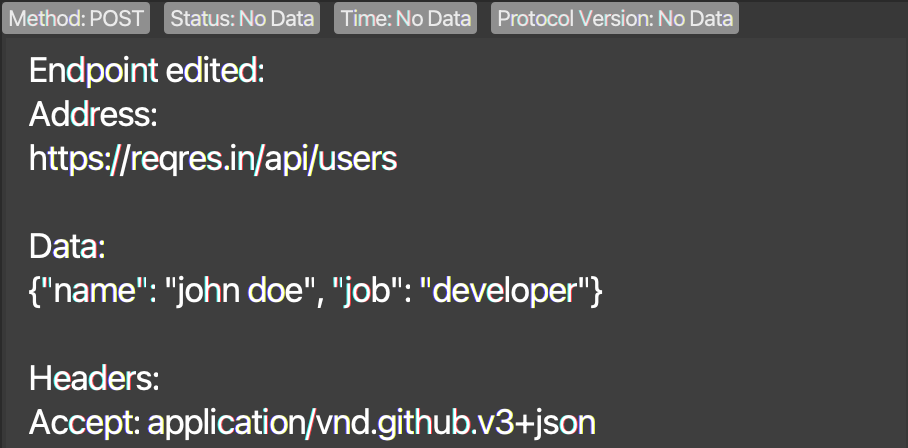 Method: POST Status: No Data Time: No Data Protocol Version: No Data
Endpoint edited:
Address:
https://reqres.in/api/users
Data:
{"name": "john doe", "job": "developer"}
Headers:
Accept: application/vnd.github.v3+json